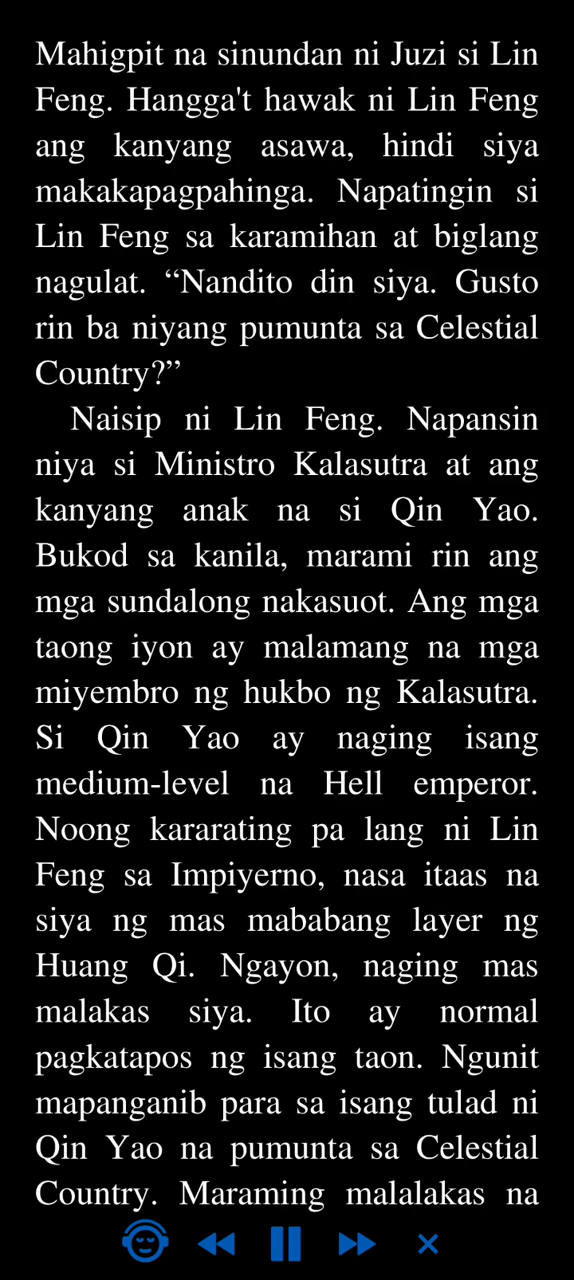 Mahigpit na sinundan ni Juzi si Lin
Feng. Hangga't hawak ni Lin Feng
ang kanyang asawa, hindi siya
makakapagpahinga. Napatingin si
Lin Feng sa karamihan at biglang
nagulat. “Nandito din siya. Gusto
rin ba niyang pumunta sa Celestial
Country?”
Naisip ni Lin Feng. Napansin
niya si Ministro Kalasutra at ang
kanyang anak na si Qin Yao.
Bukod sa kanila, marami rin ang
mga sundalong nakasuot. Ang mga
taong iyon ay malamang na mga
miyembro ng hukbo ng Kalasutra.
Si Qin Yao ay naging isang
medium-level na Hell emperor.
Noong kararating pa lang ni Lin
Feng sa Impiyerno, nasa itaas na
siya ng mas mababang layer ng
Huang Qi. Ngayon, naging mas
malakas siya. Ito ay normal
pagkatapos ng isang taon. Ngunit
mapanganib para sa isang tulad ni
Qin Yao na pumunta sa Celestial
Country. Maraming malalakas na